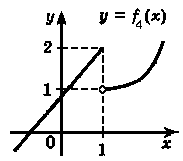 y y = f₄(x)
2
1
0 1 x